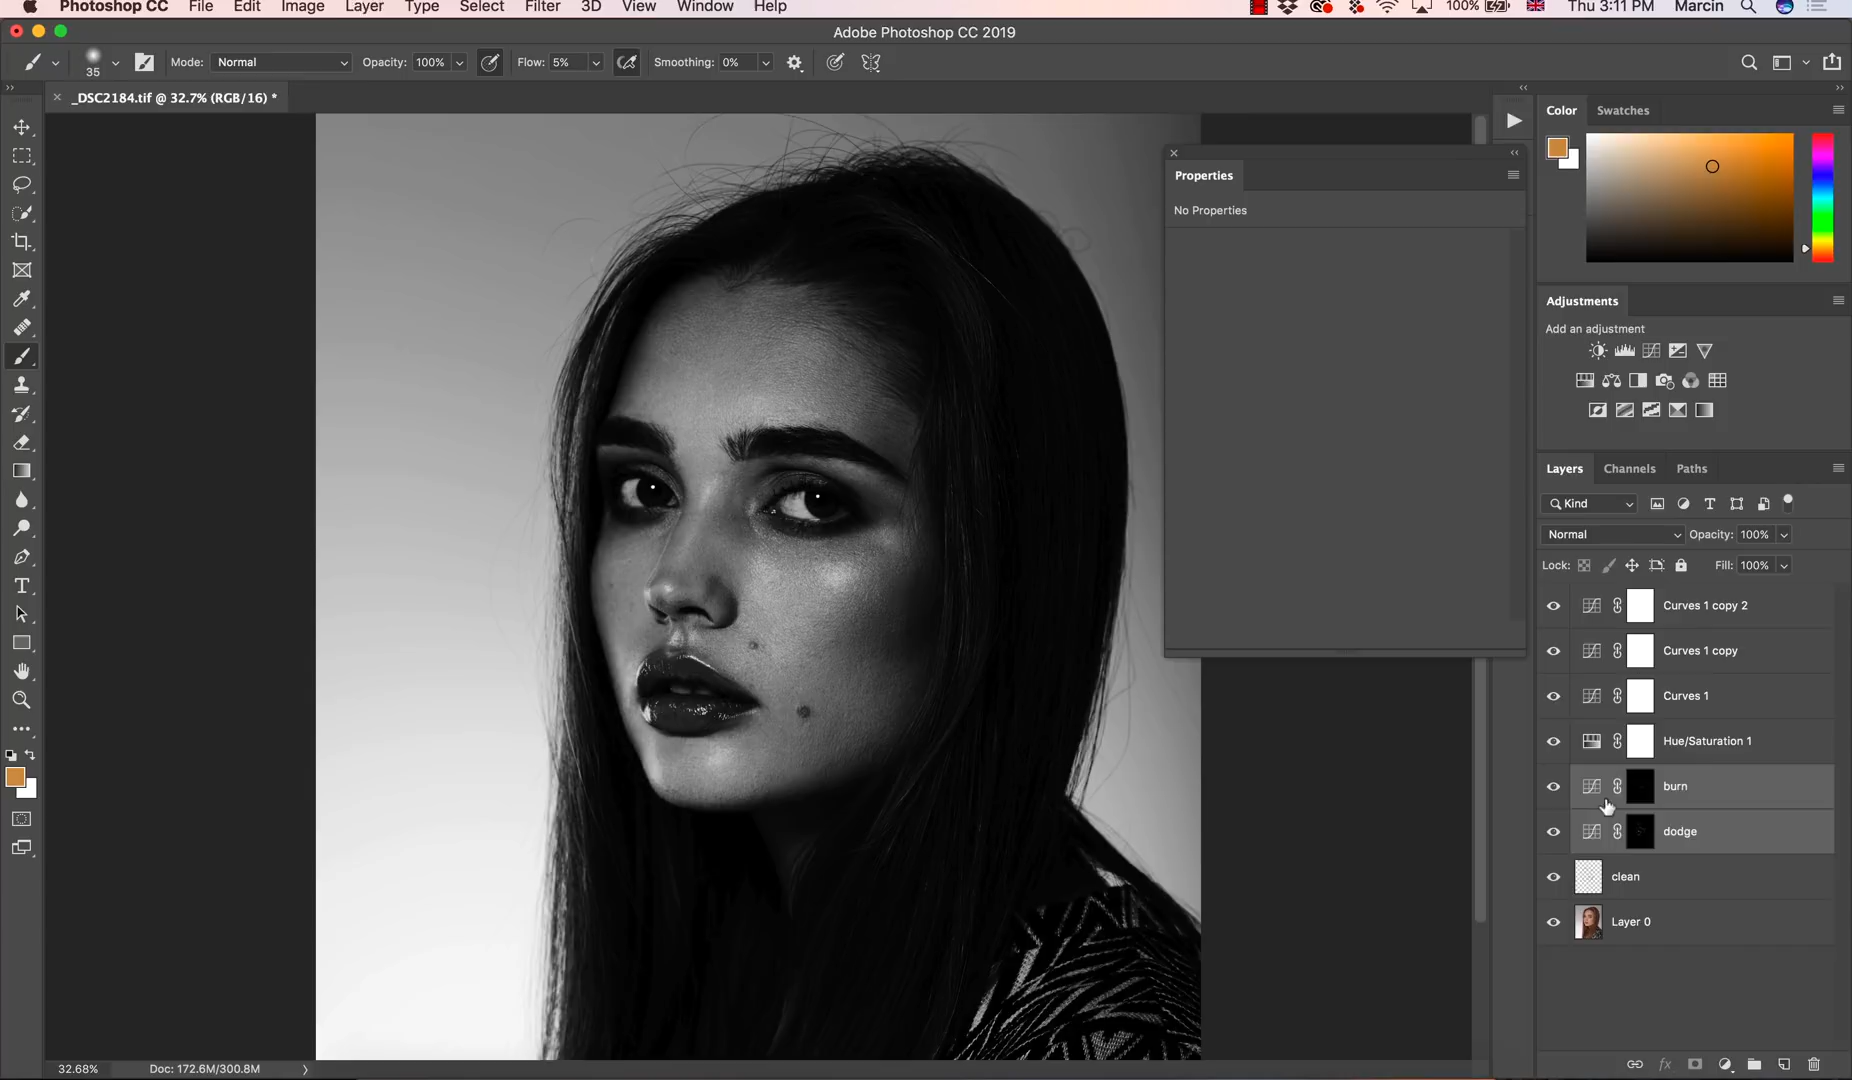 Photoshop CC File Edit Image Layer Type Select Filter 3D View Window Help 100% Thu 3:11 PM Marcin
Adobe Photoshop CC 2019
35 Mode: Normal Opacity: 100% Flow: 5% Smoothing: 0%
_DSC2184.tif @ 32.7% (RGB/16) *
Color Swatches
Properties
No Properties
Adjustments
Add an adjustment
Layers Channels Paths
Kind
Normal Opacity: 100%
Lock: Fill: 100%
Curves 1 copy 2
Curves 1 copy
Curves 1
Hue/Saturation 1
burn
dodge
clean
Layer 0
32.68% Doc: 172.6M/300.8M